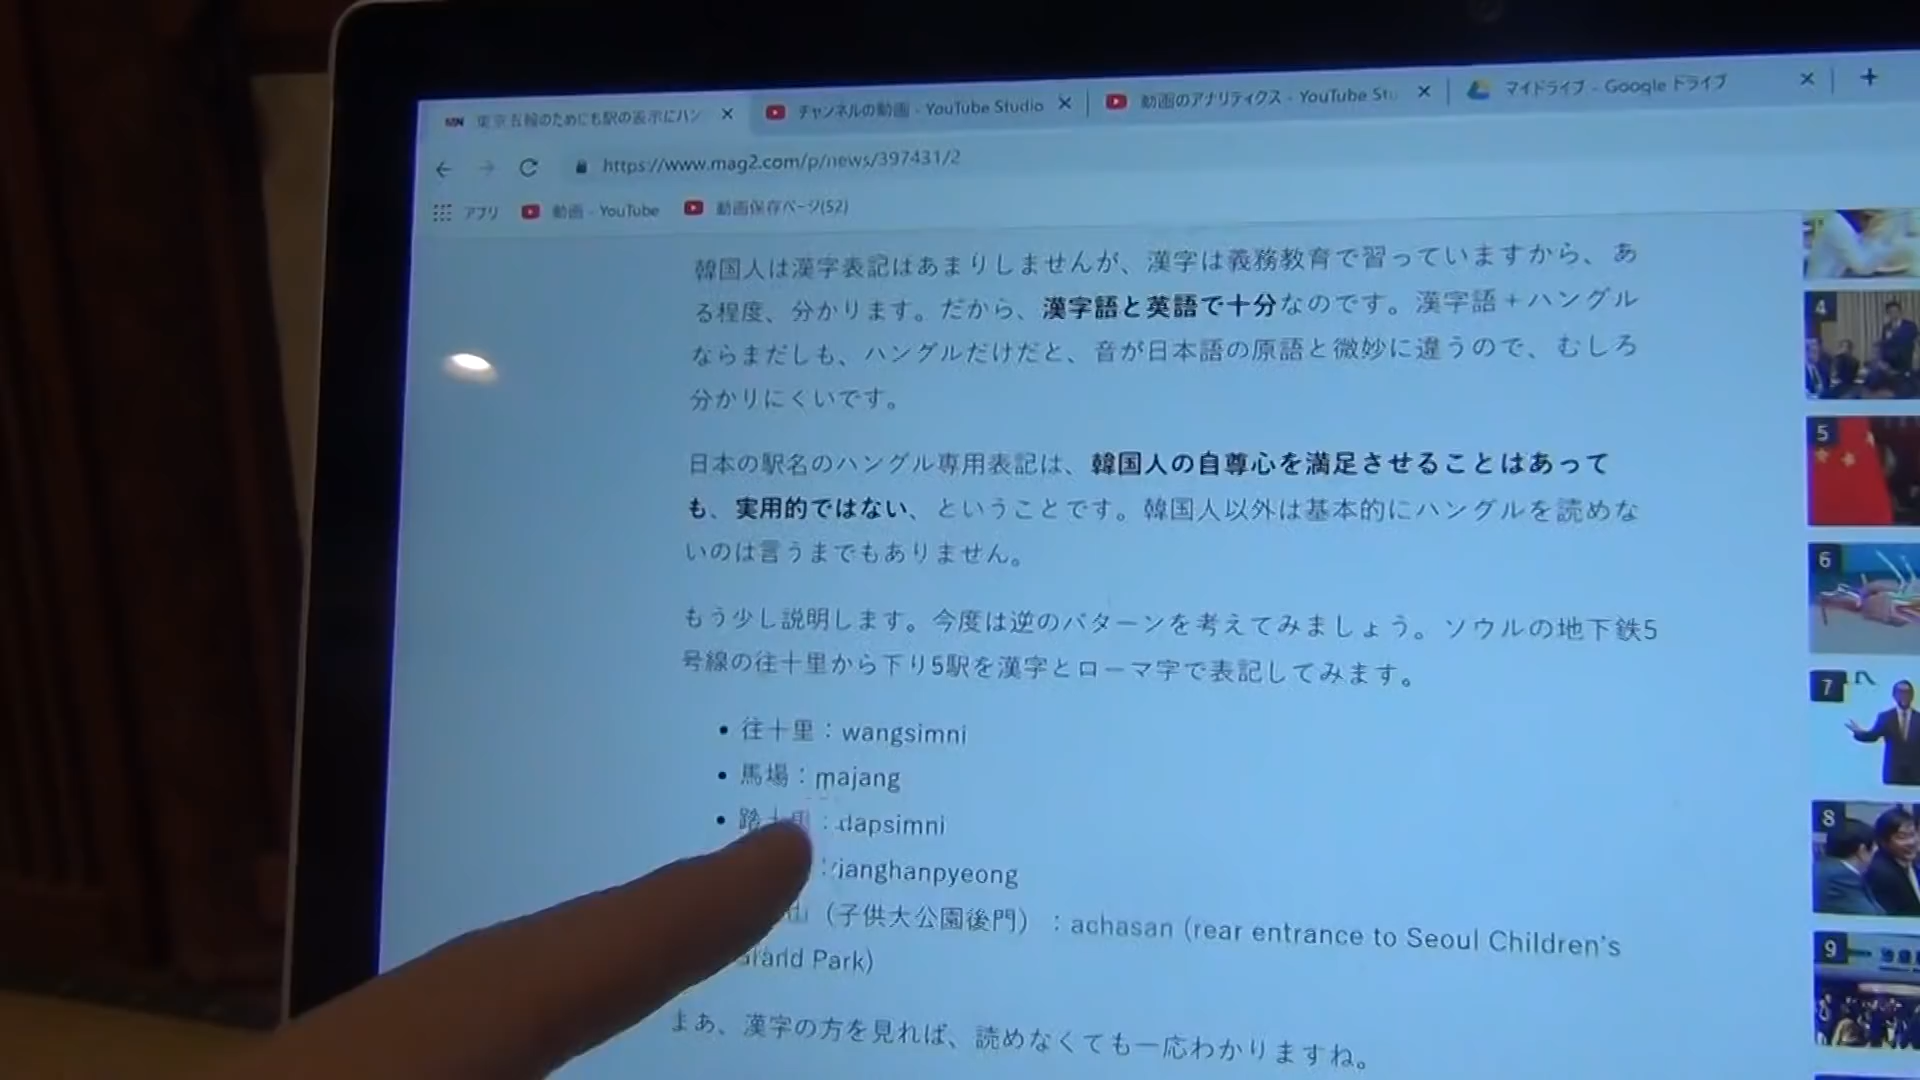 東京五輪のためにも駅の表示にハン
チャンネルの動画 - YouTube Studio
動画のアナリティクス - YouTube Stu
マイドライブ - Google ドライブ
https://www.mag2.com/p/news/397431/2
アプリ
動画 - YouTube
動画保存ページ(52)
韓国人は漢字表記はあまりしませんが、漢字は義務教育で習っていますから、あ
る程度、分かります。だから、漢字語と英語で十分なのです。漢字語＋ハングル
ならまだしも、ハングルだけだと、音が日本語の原語と微妙に違うので、むしろ
分かりにくいです。
日本の駅名のハングル専用表記は、韓国人の自尊心を満足させることはあって
も、実用的ではない、ということです。韓国人以外は基本的にハングルを読めな
いのは言うまでもありません。
もう少し説明します。今度は逆のパターンを考えてみましょう。ソウルの地下鉄5
号線の往十里から下り5駅を漢字とローマ字で表記してみます。
• 往十里：wangsimni
• 馬場：majang
• 踏十里：dapsimni
：janghanpyeong
山（子供大公園後門）：achasan (rear entrance to Seoul Children's
Grand Park)
まあ、漢字の方を見れば、読めなくても一応わかりますね。
4
5
6
7
8
9